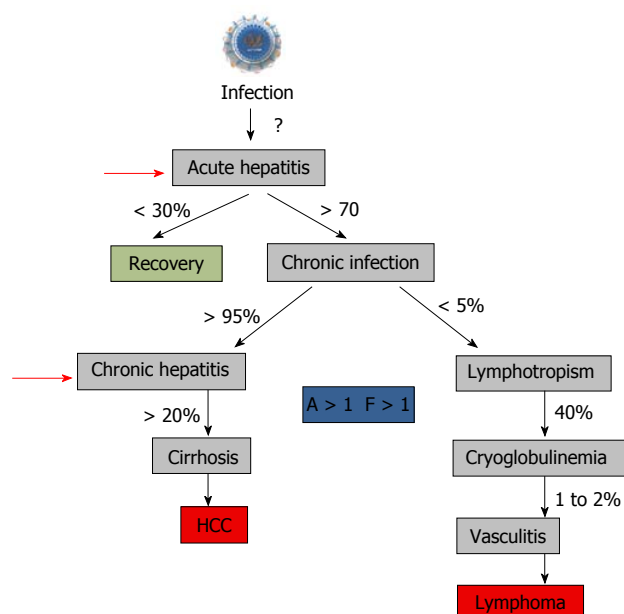 Infection
?
Acute hepatitis
< 30%
> 70
Recovery
Chronic infection
> 95%
< 5%
Chronic hepatitis
Lymphotropism
A > 1 F > 1
> 20%
40%
Cirrhosis
Cryoglobulinemia
1 to 2%
HCC
Vasculitis
Lymphoma